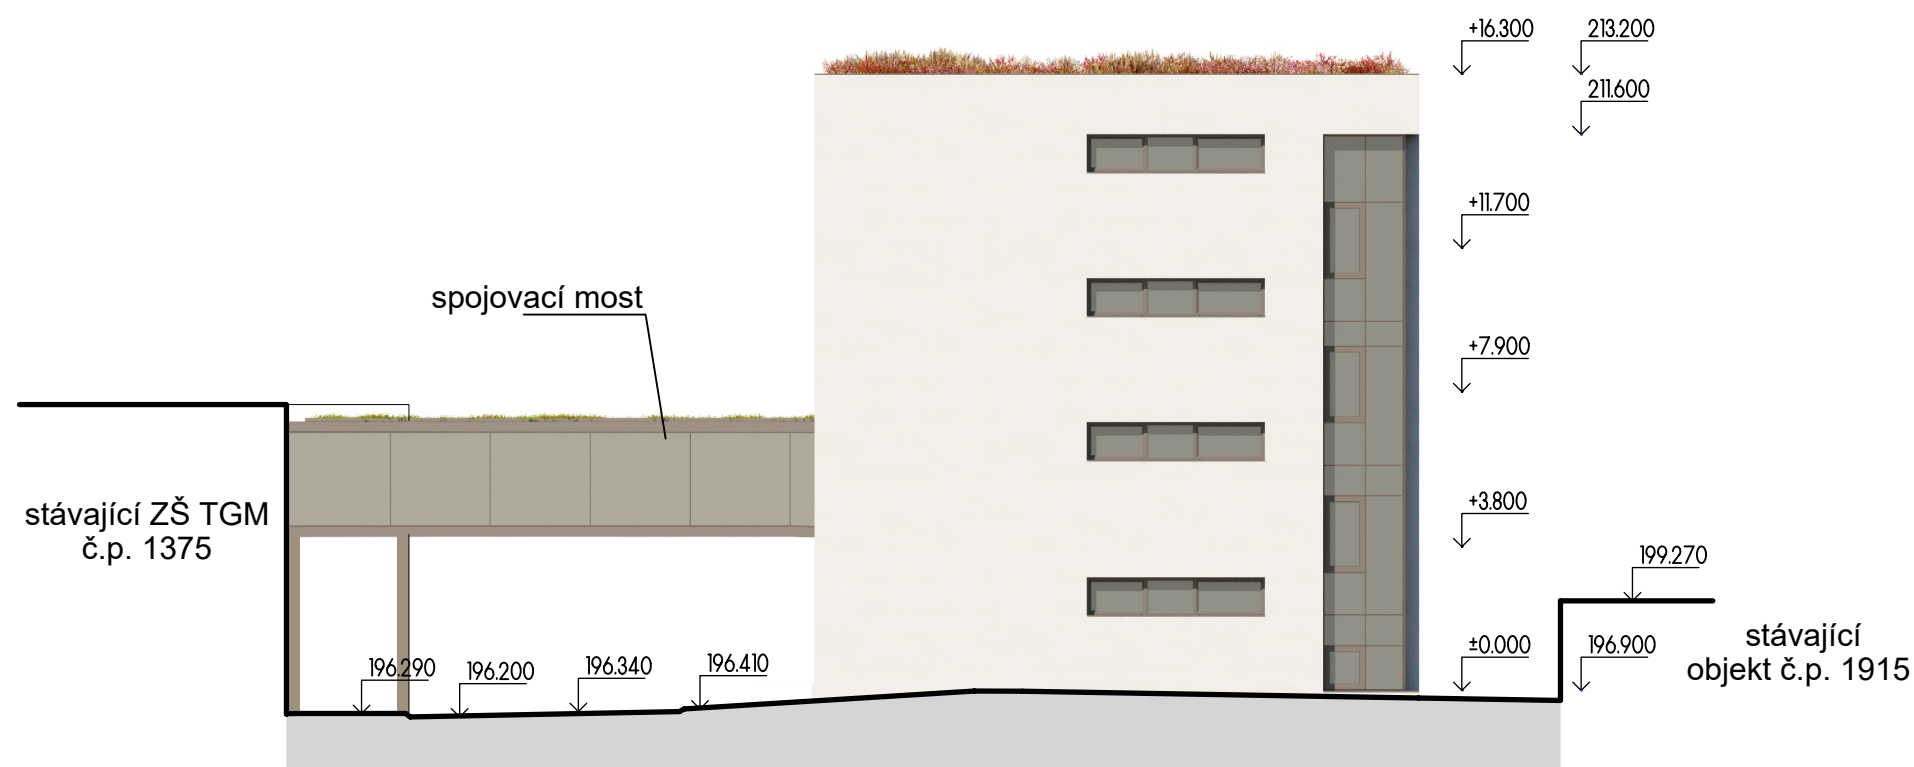 +16.300
213.200
211.600
+11.700
spojovací most
+7.900
stávající ZŠ TGM
č.p. 1375
+3.800
199.270
196.290
196.200
196.340
196.410
±0.000
196.900
stávající
objekt č.p. 1915